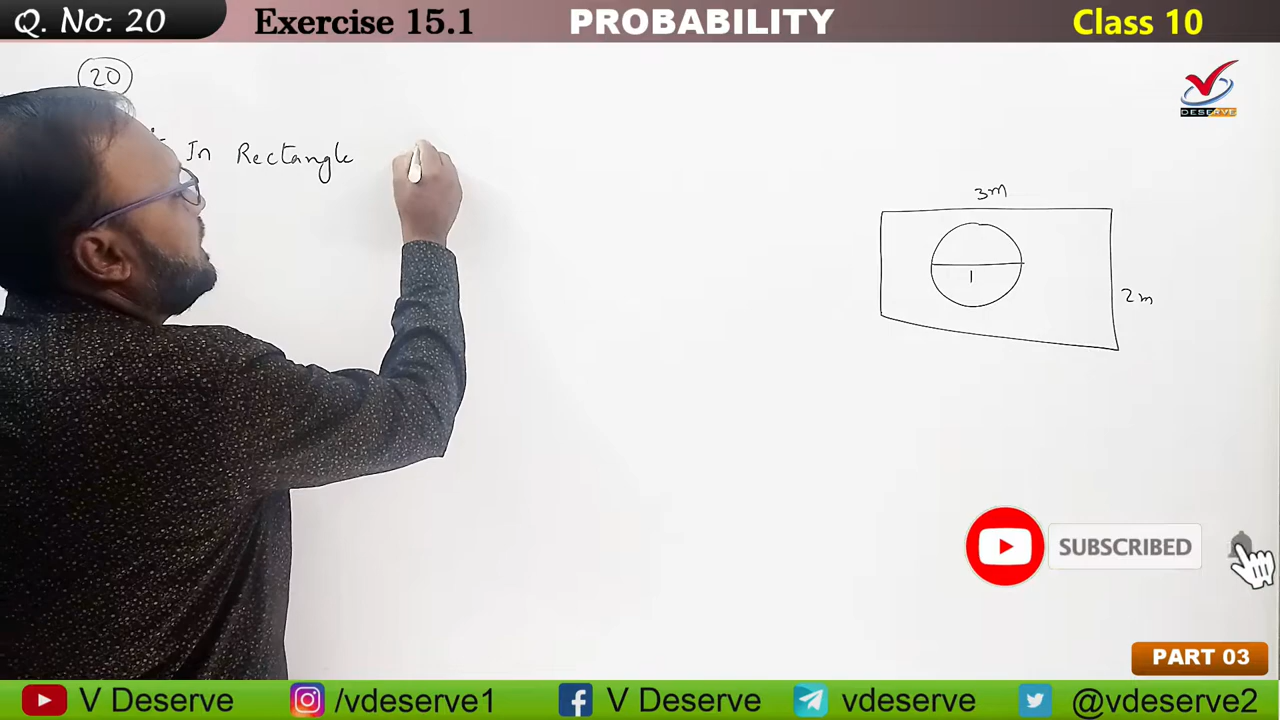 Q. No. 20
Exercise 15.1
PROBABILITY
Class 10
20
DESERVE
In Rectangle
3m
1
2m
SUBSCRIBED
PART 03
V Deserve
/vdeserve1
V Deserve
vdeserve
@vdeserve2